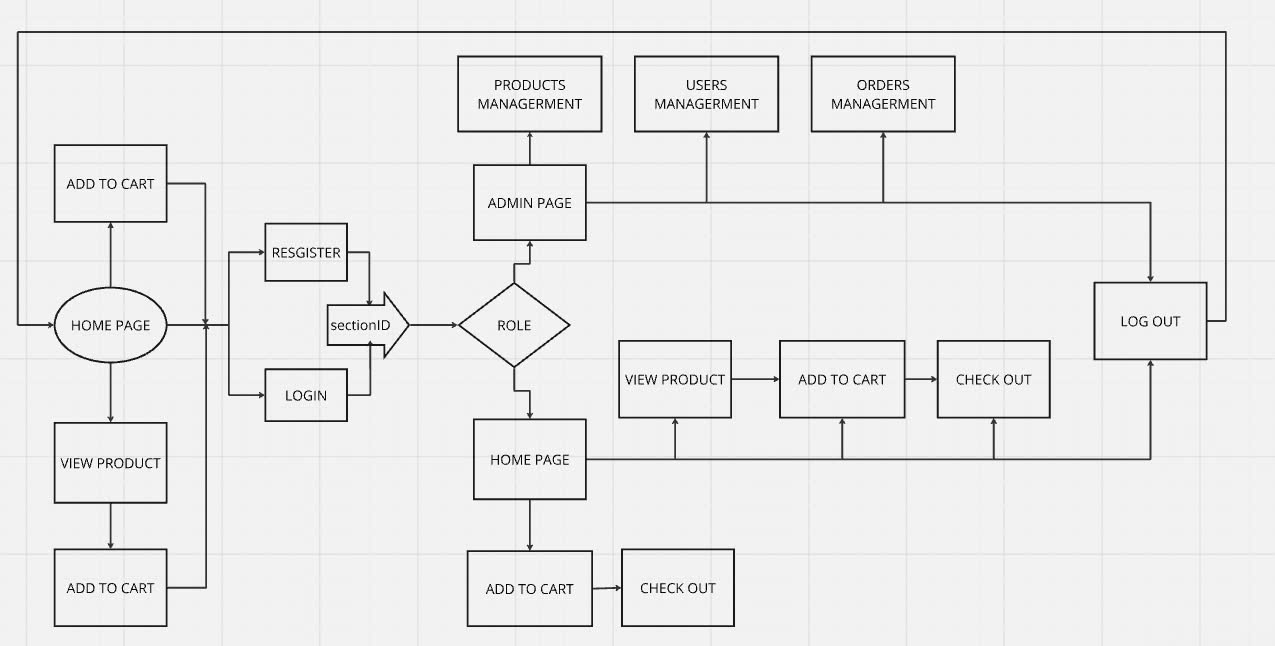 PRODUCTS
MANAGERMENT
USERS
MANAGERMENT
ORDERS
MANAGERMENT
ADD TO CART
ADMIN PAGE
RESGISTER
HOME PAGE
sectionID
ROLE
LOG OUT
LOGIN
VIEW PRODUCT
ADD TO CART
CHECK OUT
VIEW PRODUCT
HOME PAGE
ADD TO CART
ADD TO CART
CHECK OUT